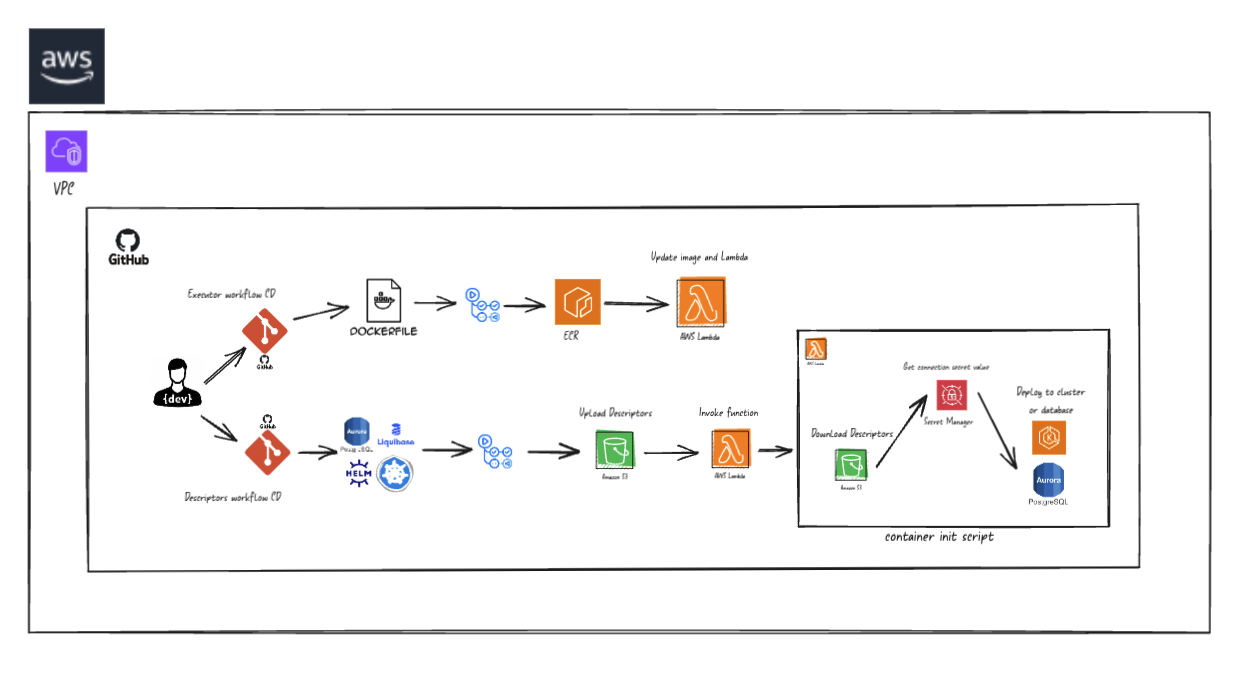 aws
VPC
GitHub
Executor workflow CD
GitHub
DOCKERFILE
ECR
Update image and Lambda
AWS Lambda
{dev}
GitHub
Descriptors workflow CD
Aurora
PostgreSQL
Liquibase
HELM
Upload Descriptors
Amazon S3
Invoke function
AWS Lambda
AWS Lambda
Download Descriptors
Amazon S3
Get connection secret value
Secret Manager
Deploy to cluster
or database
Aurora
PostgreSQL
container init script